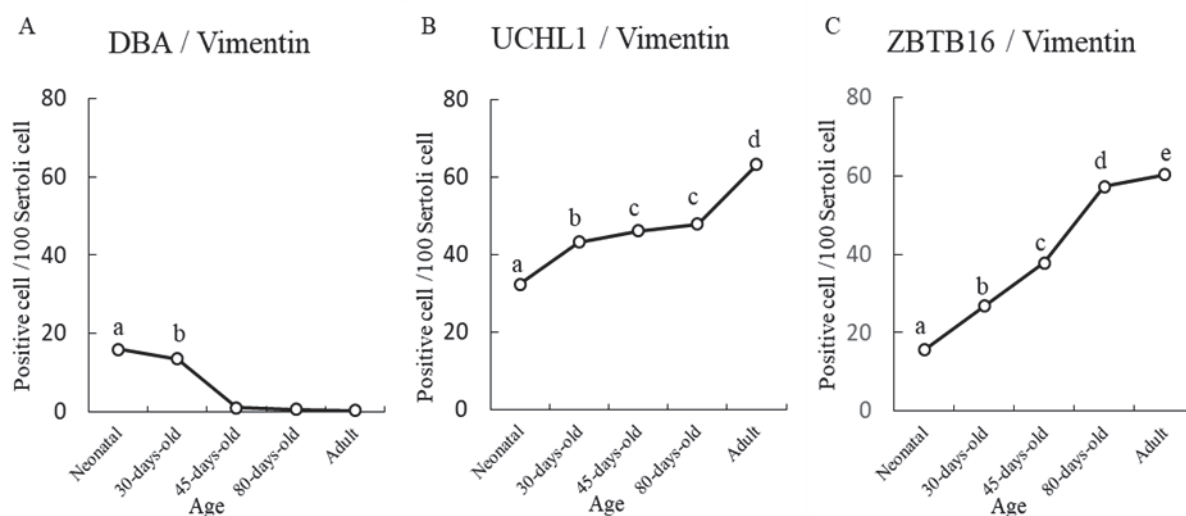 A
DBA / Vimentin
Positive cell /100 Sertoli cell
80
60
40
20
0
a
b
Neonatal
30-days-old
45-days-old
80-days-old
Adult
Age
B
UCHL1 / Vimentin
Positive cell /100 Sertoli cell
80
60
40
20
0
a
b
c
c
d
Neonatal
30-days-old
45-days-old
80-days-old
Adult
Age
C
ZBTB16 / Vimentin
Positive cell /100 Sertoli cell
80
60
40
20
0
a
b
c
d
e
Neonatal
30-days-old
45-days-old
80-days-old
Adult
Age